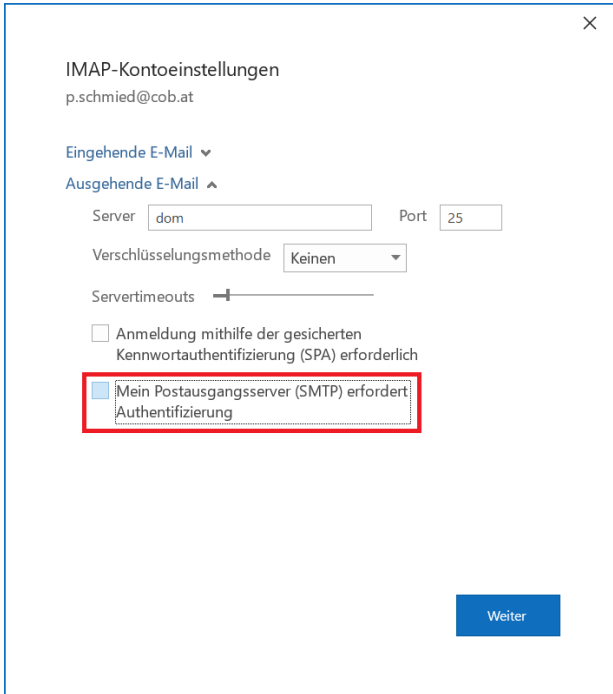 IMAP-Kontoeinstellungen
p.schmied@cob.at
Eingehende E-Mail
Ausgehende E-Mail
Server dom Port 25
Verschlüsselungsmethode Keinen
Servertimeouts
Anmeldung mithilfe der gesicherten
Kennwortauthentifizierung (SPA) erforderlich
Mein Postausgangsserver (SMTP) erfordert
Authentifizierung
Weiter